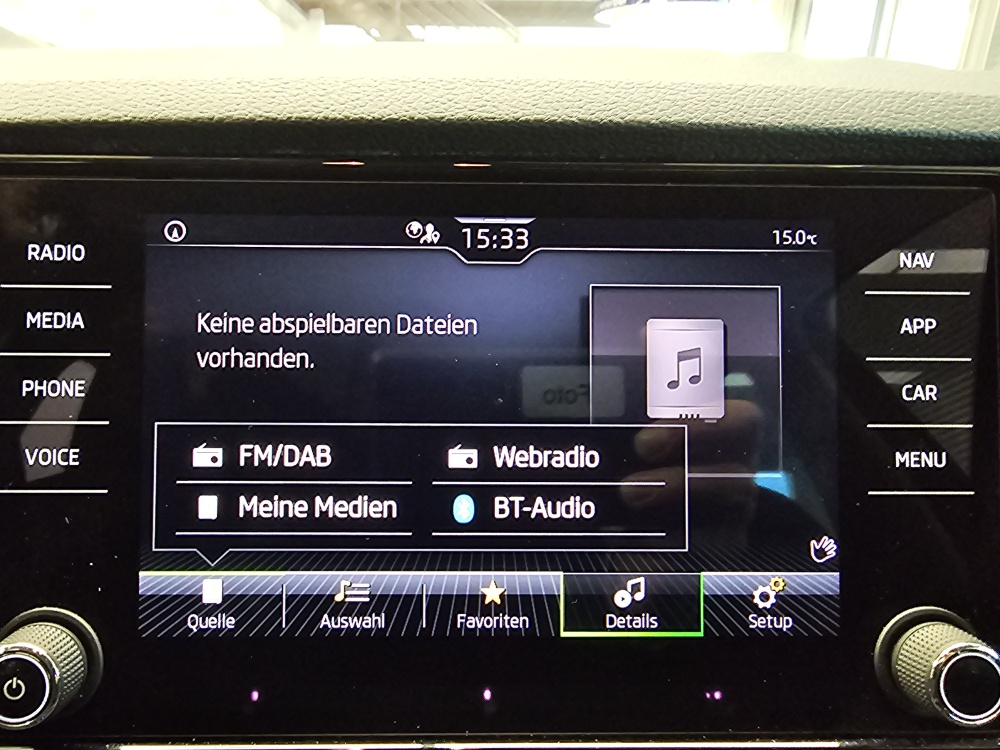 15:33
15.0°C
RADIO
MEDIA
PHONE
VOICE
NAV
APP
CAR
MENU
Keine abspielbaren Dateien
vorhanden.
Foto
FM/DAB
Webradio
Meine Medien
BT-Audio
Quelle
Auswahl
Favoriten
Details
Setup